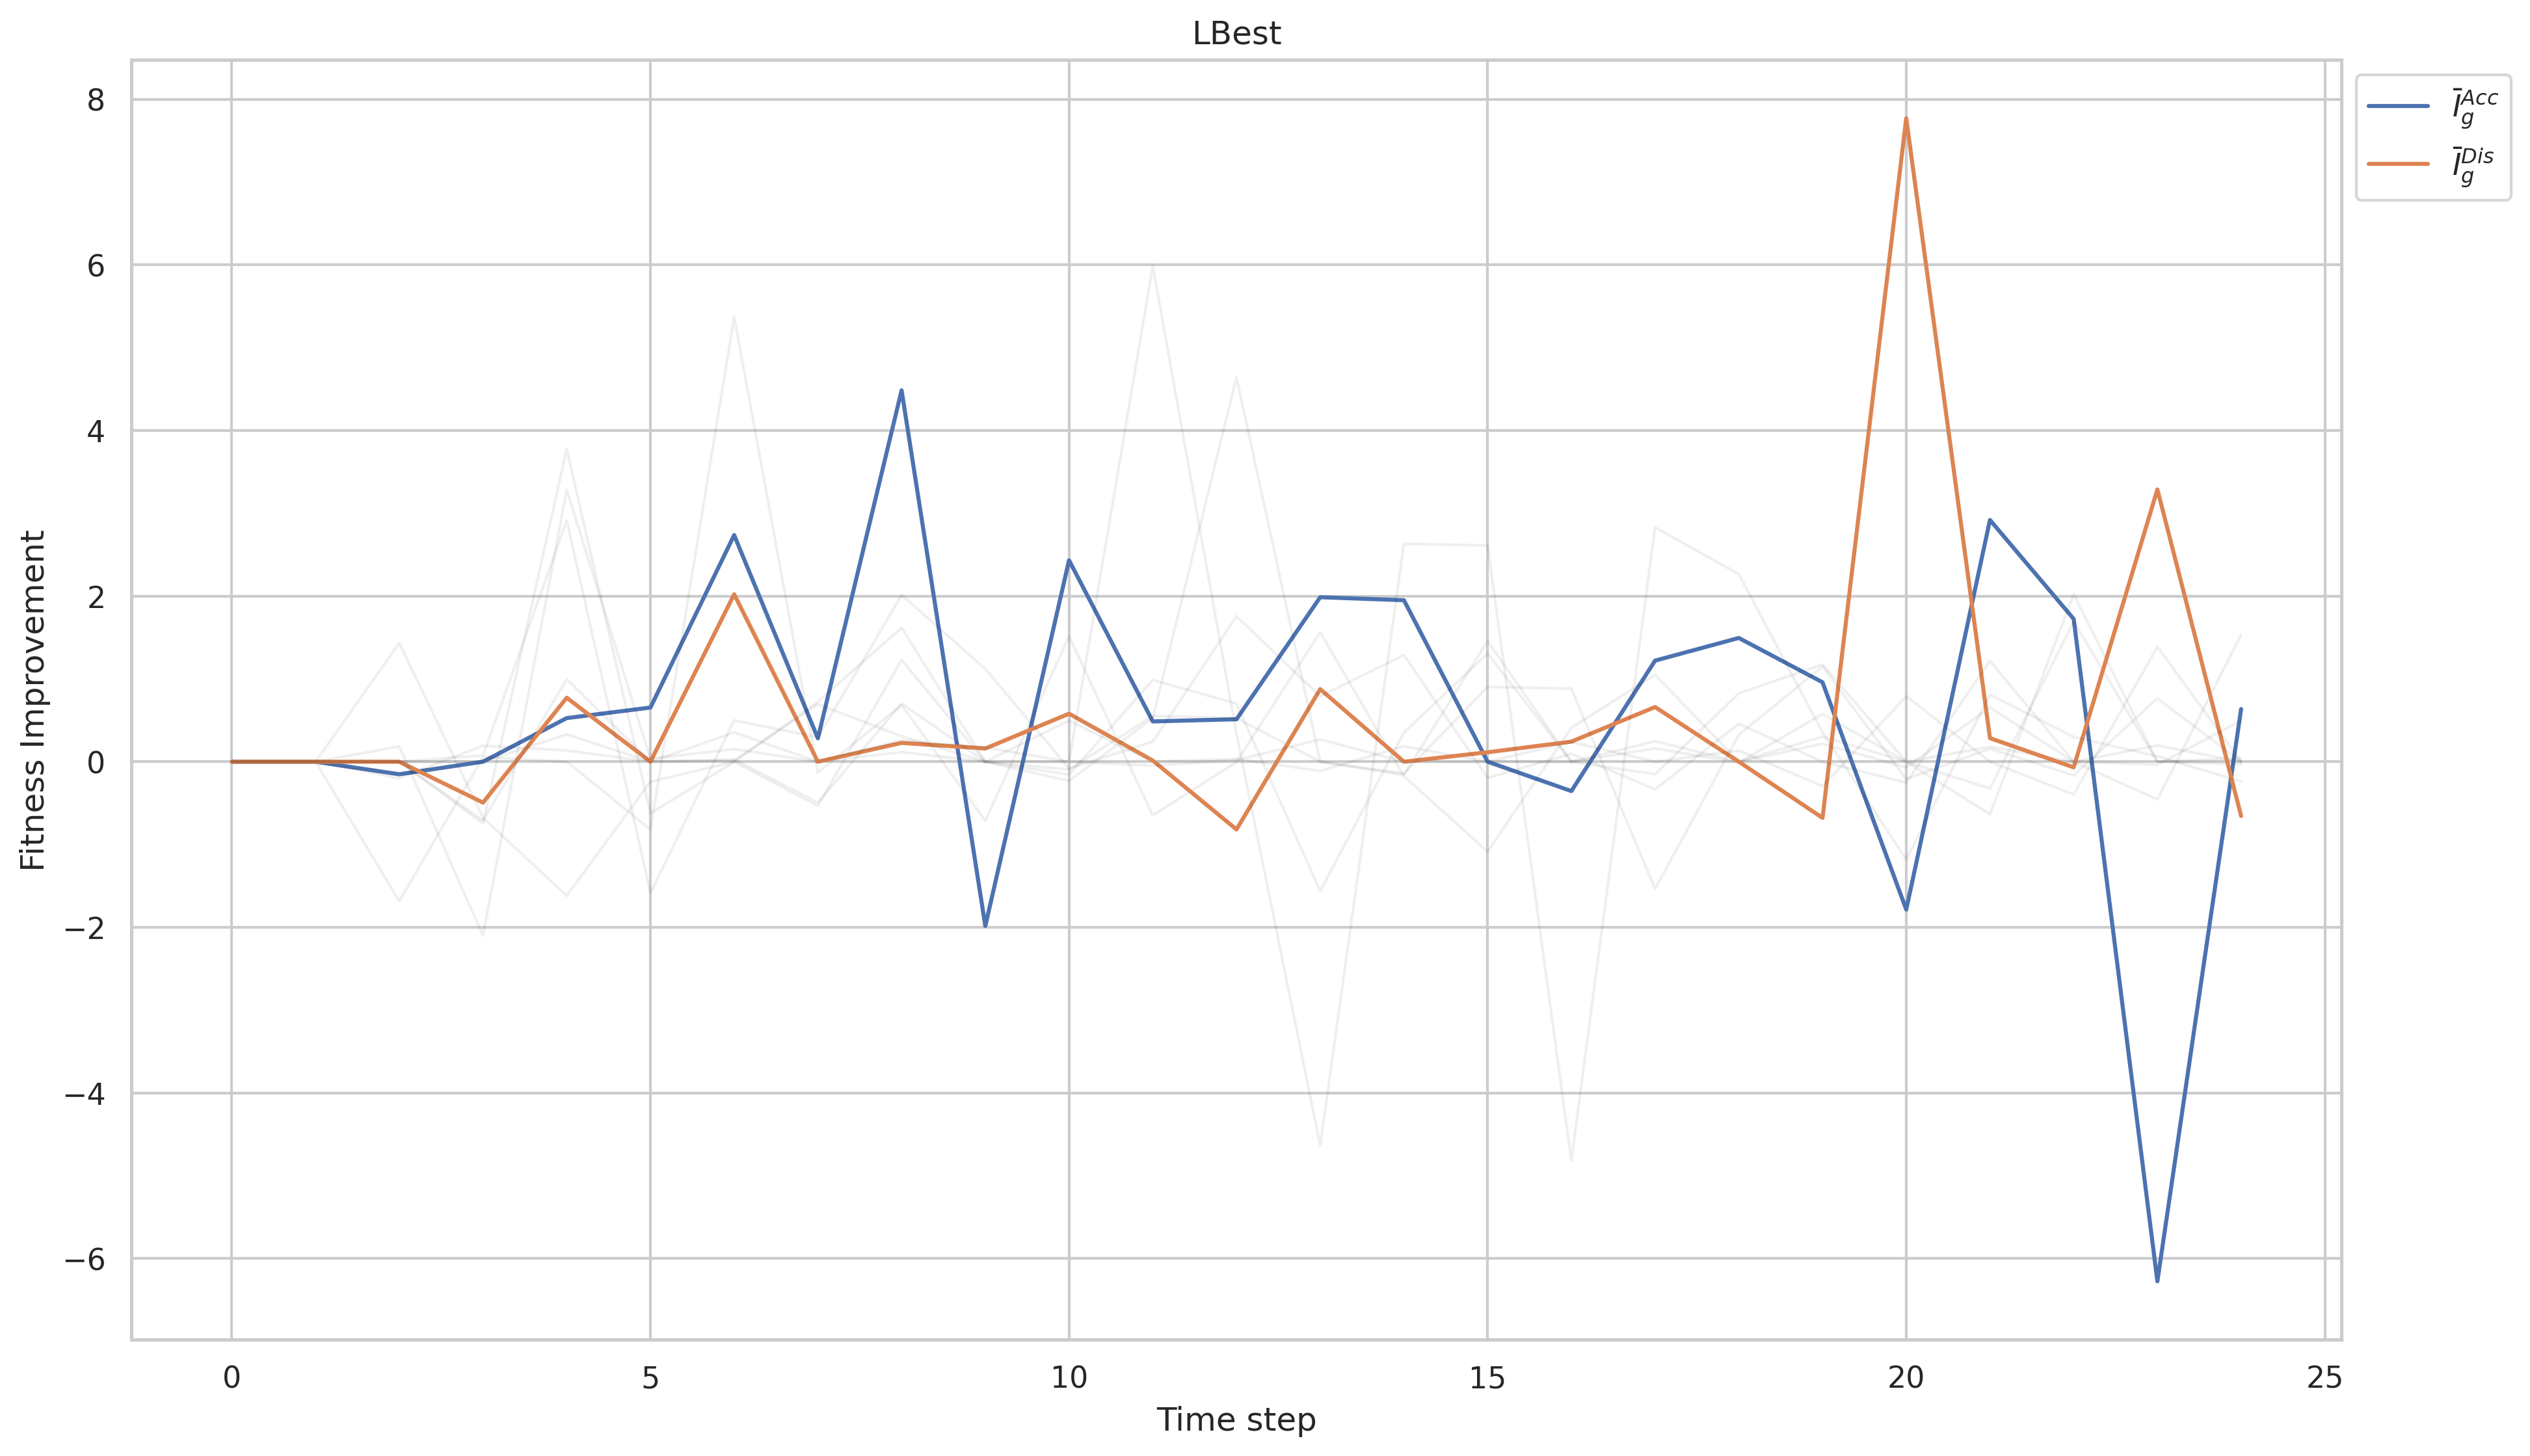 LBest
8
6
4
2
0
−2
−4
−6
Fitness Improvement
0 5 10 15 20 25
Time step
Ī_g^{Acc}
Ī_g^{Dis}